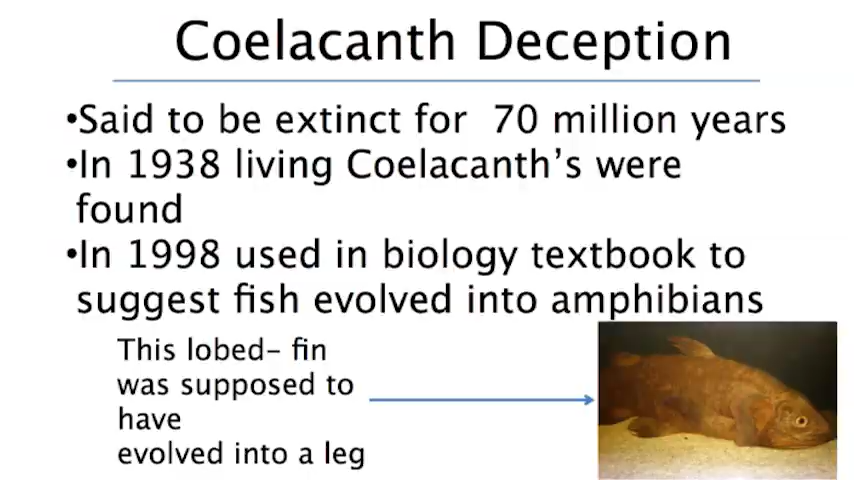 Coelacanth Deception
•Said to be extinct for 70 million years
•In 1938 living Coelacanth's were
found
•In 1998 used in biology textbook to
suggest fish evolved into amphibians
This lobed- fin
was supposed to
have
evolved into a leg